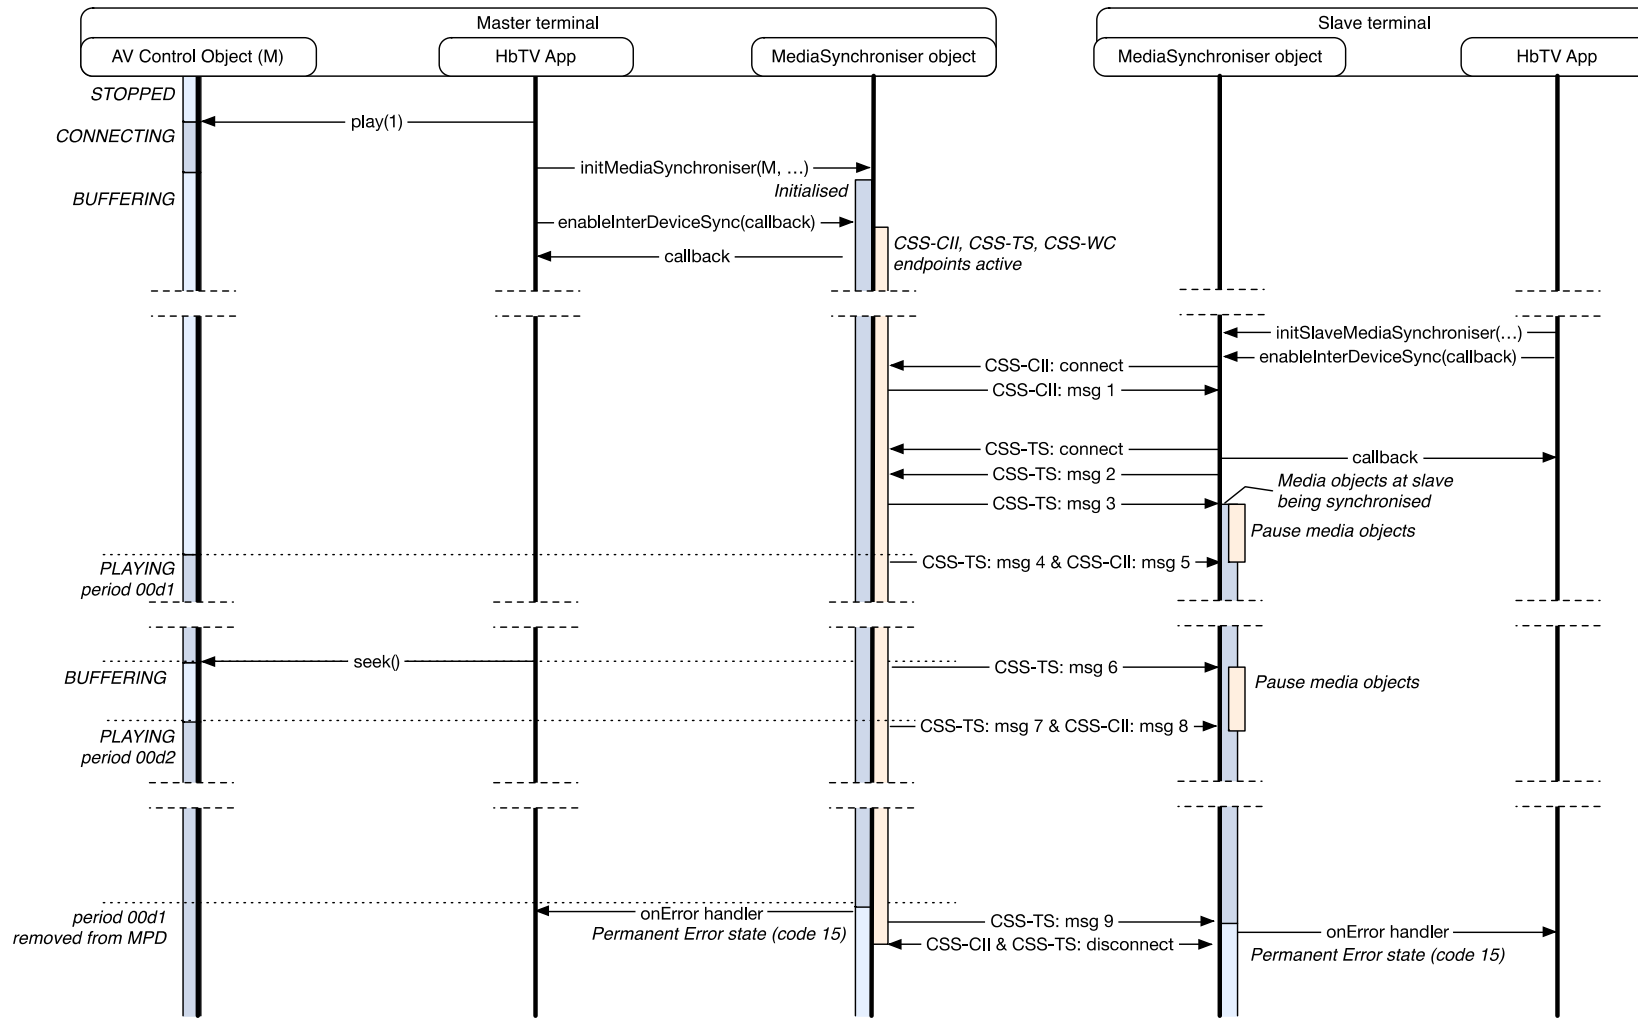 Master terminal
Slave terminal
AV Control Object (M)
HbTV App
MediaSynchroniser object
MediaSynchroniser object
HbTV App
STOPPED
play(1)
CONNECTING
initMediaSynchroniser(M, …)
Initialised
BUFFERING
enableInterDeviceSync(callback)
CSS-CII, CSS-TS, CSS-WC
endpoints active
callback
initSlaveMediaSynchroniser(…)
enableInterDeviceSync(callback)
CSS-CII: connect
CSS-CII: msg 1
CSS-TS: connect
callback
CSS-TS: msg 2
Media objects at slave
being synchronised
CSS-TS: msg 3
Pause media objects
CSS-TS: msg 4 & CSS-CII: msg 5
PLAYING
period 00d1
seek()
CSS-TS: msg 6
BUFFERING
Pause media objects
CSS-TS: msg 7 & CSS-CII: msg 8
PLAYING
period 00d2
period 00d1
removed from MPD
onError handler
Permanent Error state (code 15)
CSS-TS: msg 9
CSS-CII & CSS-TS: disconnect
onError handler
Permanent Error state (code 15)